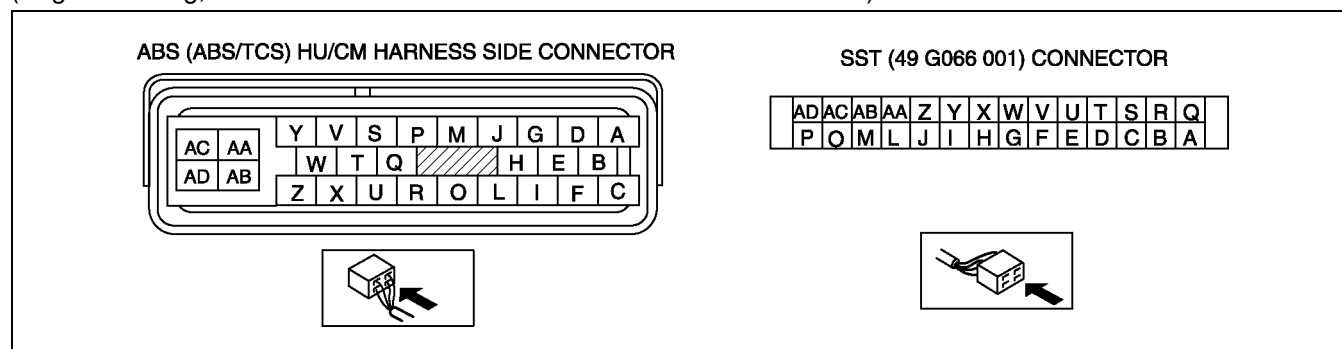 ABS (ABS/TCS) HU/CM HARNESS SIDE CONNECTOR
AC AA
AD AB
Y V S P M J G D A
W T Q H E B
Z X U R O L I F C
SST (49 G066 001) CONNECTOR
AD AC AB AA Z Y X W V U T S R Q
P O M L J I H G F E D C B A